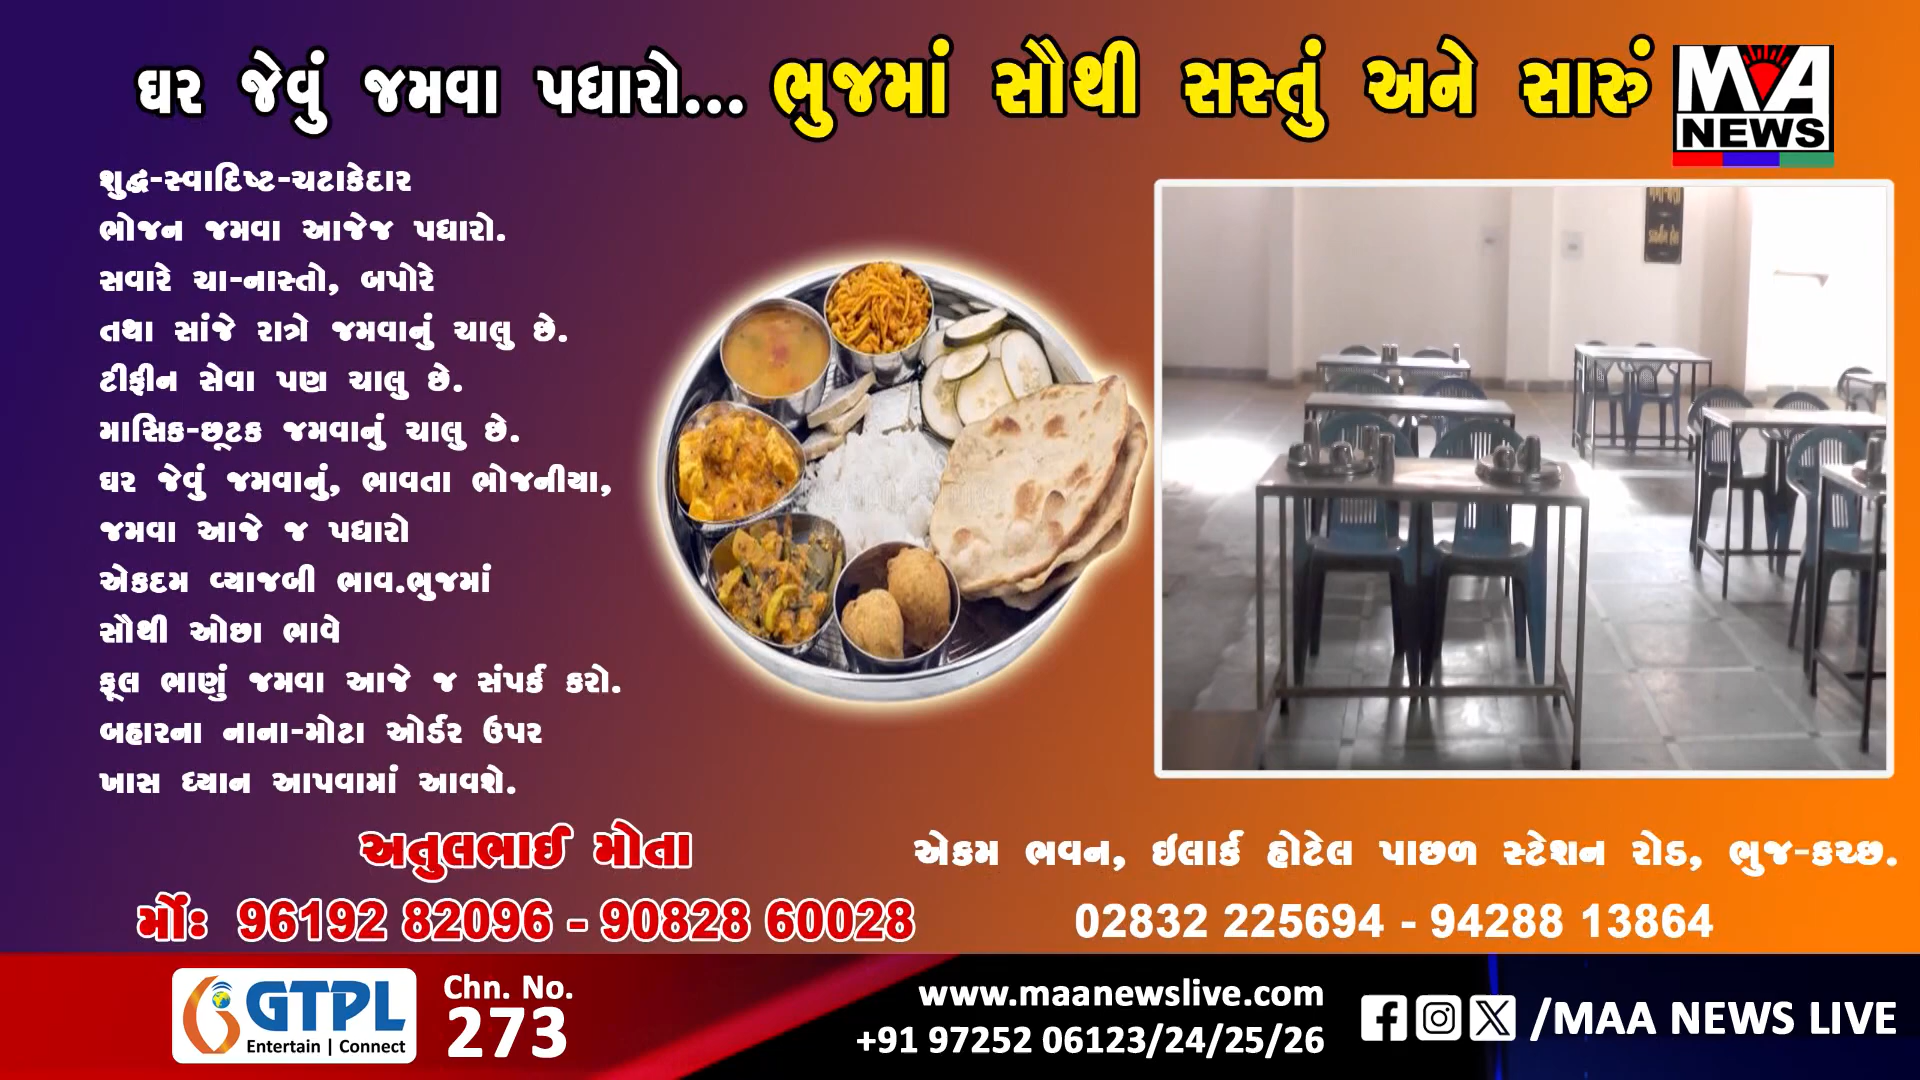 ઘર જેવું જમવા પધારો... ભુજમાં સૌથી સસ્તું અને સારું
MAA
NEWS
શુદ્ધ-સ્વાદિષ્ટ-ચટાકેદાર
ભોજન જમવા આજેજ પધારો.
સવારે ચા-નાસ્તો, બપોરે
તથા સાંજે રાત્રે જમવાનું ચાલુ છે.
ટીફીન સેવા પણ ચાલુ છે.
માસિક-છૂટક જમવાનું ચાલુ છે.
ઘર જેવું જમવાનું, ભાવતા ભોજનીયા,
જમવા આજે જ પધારો
એકદમ વ્યાજબી ભાવ.ભુજમાં
સૌથી ઓછા ભાવે
ફૂલ ભાણું જમવા આજે જ સંપર્ક કરો.
બહારના નાના-મોટા ઓર્ડર ઉપર
ખાસ ધ્યાન આપવામાં આવશે.
અતુલભાઈ મોતા
મોં: 96192 82096 - 90828 60028
એકમ ભવન, ઇલાર્ક હોટેલ પાછળ સ્ટેશન રોડ, ભુજ-કચ્છ.
02832 225694 - 94288 13864
GTPL
Entertain | Connect
Chn. No.
273
www.maanewslive.com
+91 97252 06123/24/25/26
/MAA NEWS LIVE